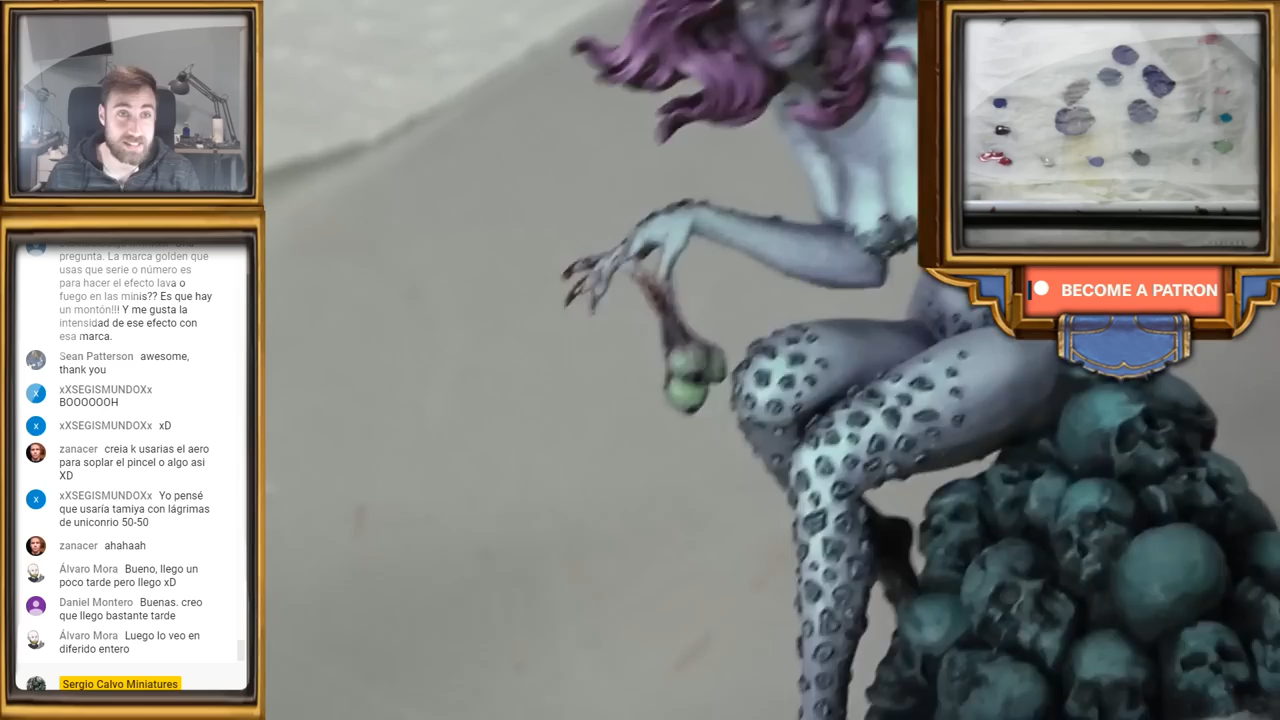 pregunta. La marca golden que
usas que serie o número es
para hacer el efecto lava o
fuego en las minis?? Es que hay
un montón!!! Y me gusta la
intensidad de ese efecto con
esa marca.
Sean Patterson awesome,
thank you
xXSEGISMUNDOXx
BOOOOOOH
xXSEGISMUNDOXx xD
zanacer creia k usarias el aero
para soplar el pincel o algo asi
XD
xXSEGISMUNDOXx Yo pensé
que usaría tamiya con lágrimas
de uniconrio 50-50
zanacer ahahaah
Álvaro Mora Bueno, llego un
poco tarde pero llego xD
Daniel Montero Buenas. creo
que llego bastante tarde
Álvaro Mora Luego lo veo en
diferido entero
Sergio Calvo Miniatures
BECOME A PATRON